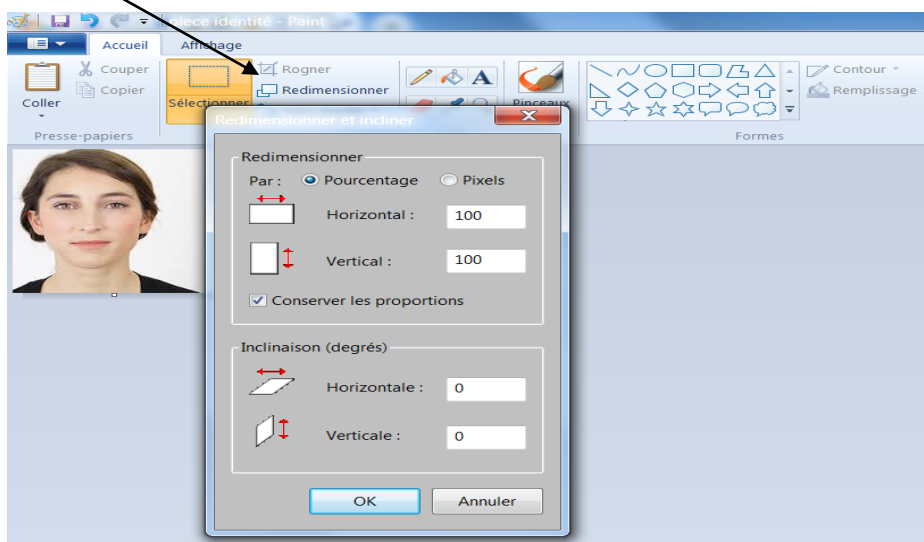 piece identité - Paint
Accueil Affichage
Coller
Couper
Copier
Presse-papiers
Sélectionner
Rogner
Redimensionner
A
Pinceaux
Contour
Remplissage
Formes
Redimensionner et incliner
Redimensionner
Par : Pourcentage Pixels
Horizontal : 100
Vertical : 100
Conserver les proportions
Inclinaison (degrés)
Horizontale : 0
Verticale : 0
OK Annuler